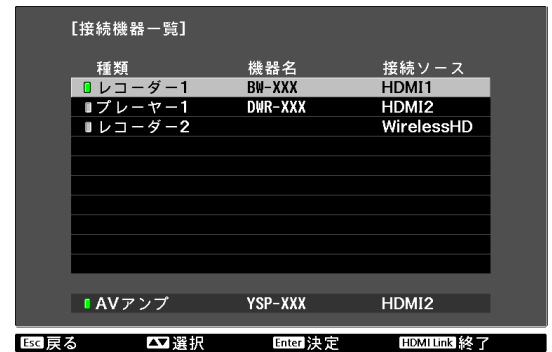 [接続機器一覧]
種類 機器名 接続ソース
レコーダー1 BW-XXX HDMI1
プレーヤー1 DWR-XXX HDMI2
レコーダー2 WirelessHD
AVアンプ YSP-XXX HDMI2
Esc 戻る ▲▼ 選択 Enter 決定 HDMI Link 終了